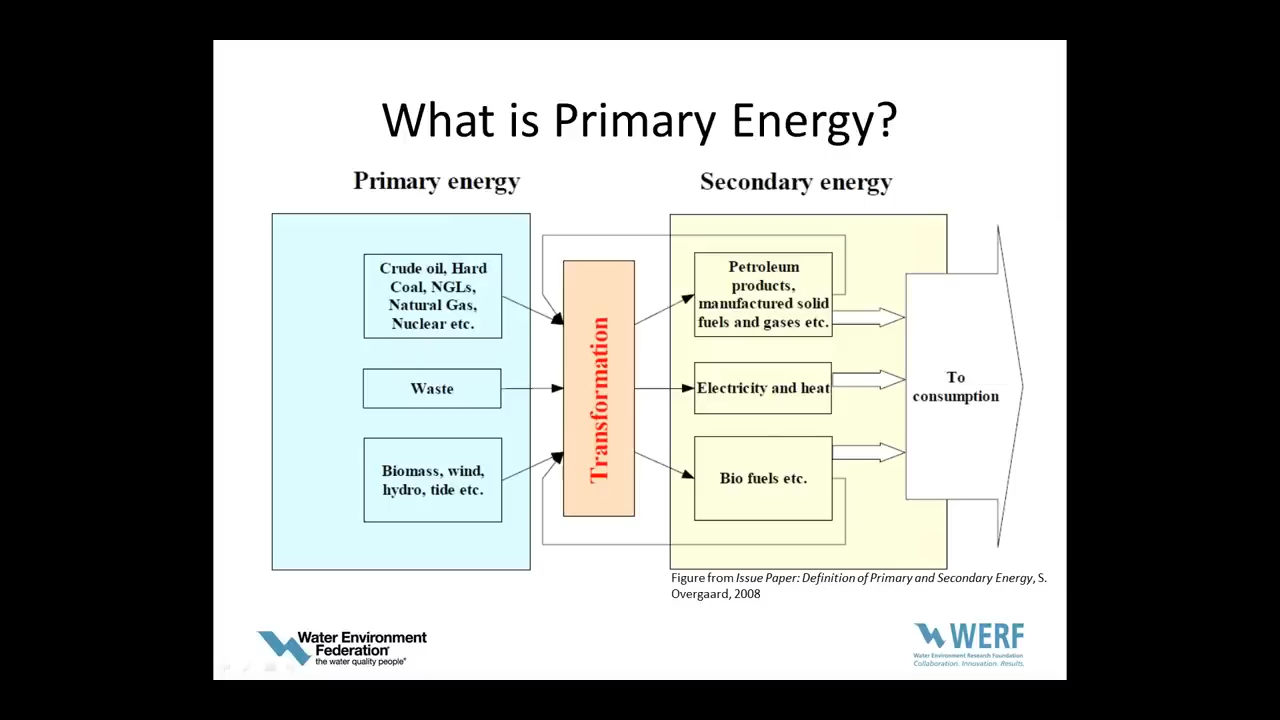 What is Primary Energy?
Primary energy
Secondary energy
Crude oil, Hard
Coal, NGLs,
Natural Gas,
Nuclear etc.
Waste
Biomass, wind,
hydro, tide etc.
Transformation
Petroleum
products,
manufactured solid
fuels and gases etc.
Electricity and heat
Bio fuels etc.
To
consumption
Figure from Issue Paper: Definition of Primary and Secondary Energy, S.
Overgaard, 2008
Water Environment
Federation
the water quality people®
WERF
Water Environment Research Foundation
Collaboration. Innovation. Results.